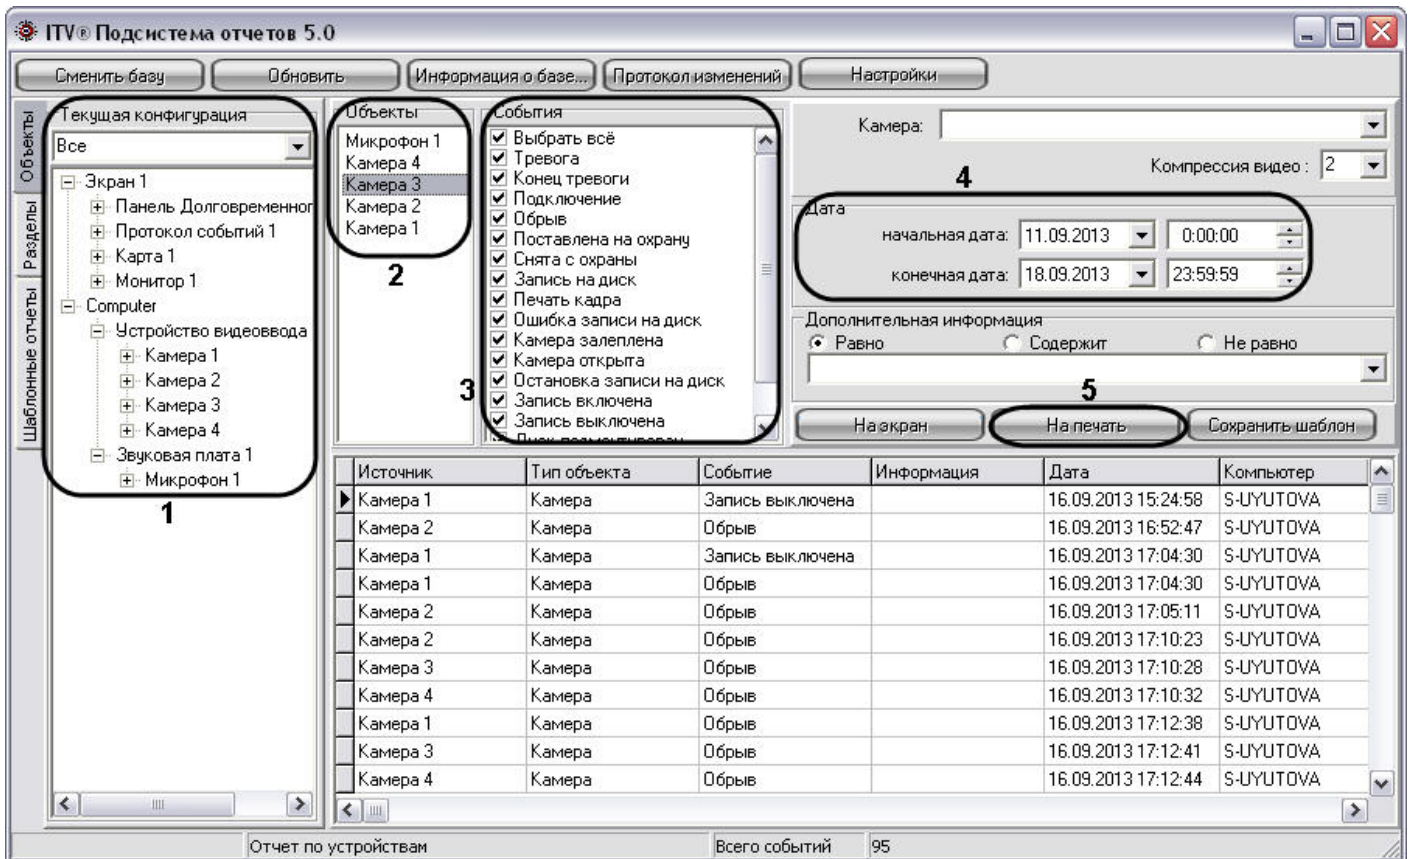 ITV® Подсистема отчетов 5.0
Сменить базу
Обновить
Информация о базе...
Протокол изменений
Настройки
Объекты
Разделы
Шаблонные отчеты
Текущая конфигурация
Все
Экран 1
Панель Долговременног
Протокол событий 1
Карта 1
Монитор 1
Computer
Устройство видеоввода
Камера 1
Камера 2
Камера 3
Камера 4
Звуковая плата 1
Микрофон 1
1
Объекты
Микрофон 1
Камера 4
Камера 3
Камера 2
Камера 1
2
События
Выбрать всё
Тревога
Конец тревоги
Подключение
Обрыв
Поставлена на охрану
Снята с охраны
Запись на диск
Печать кадра
Ошибка записи на диск
Камера залеплена
Камера открыта
Остановка записи на диск
Запись включена
Запись выключена
3
Камера:
Компрессия видео : 2
4
Дата
начальная дата: 11.09.2013 0:00:00
конечная дата: 18.09.2013 23:59:59
Дополнительная информация
Равно Содержит Не равно
5
На экран
На печать
Сохранить шаблон
Источник Тип объекта Событие Информация Дата Компьютер
Камера 1 Камера Запись выключена 16.09.2013 15:24:58 S-UYUTOVA
Камера 2 Камера Обрыв 16.09.2013 16:52:47 S-UYUTOVA
Камера 1 Камера Запись выключена 16.09.2013 17:04:30 S-UYUTOVA
Камера 1 Камера Обрыв 16.09.2013 17:04:30 S-UYUTOVA
Камера 2 Камера Обрыв 16.09.2013 17:05:11 S-UYUTOVA
Камера 2 Камера Обрыв 16.09.2013 17:10:23 S-UYUTOVA
Камера 3 Камера Обрыв 16.09.2013 17:10:28 S-UYUTOVA
Камера 4 Камера Обрыв 16.09.2013 17:10:32 S-UYUTOVA
Камера 1 Камера Обрыв 16.09.2013 17:12:38 S-UYUTOVA
Камера 3 Камера Обрыв 16.09.2013 17:12:41 S-UYUTOVA
Камера 4 Камера Обрыв 16.09.2013 17:12:44 S-UYUTOVA
Отчет по устройствам
Всего событий 95